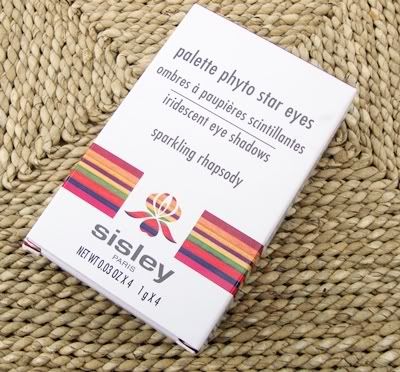 palette phyto star eyes
ombres à paupières scintillantes
iridescent eye shadows
sparkling rhapsody
sisley
PARIS
NET WT 0.03 OZ X 4 1 g X 4